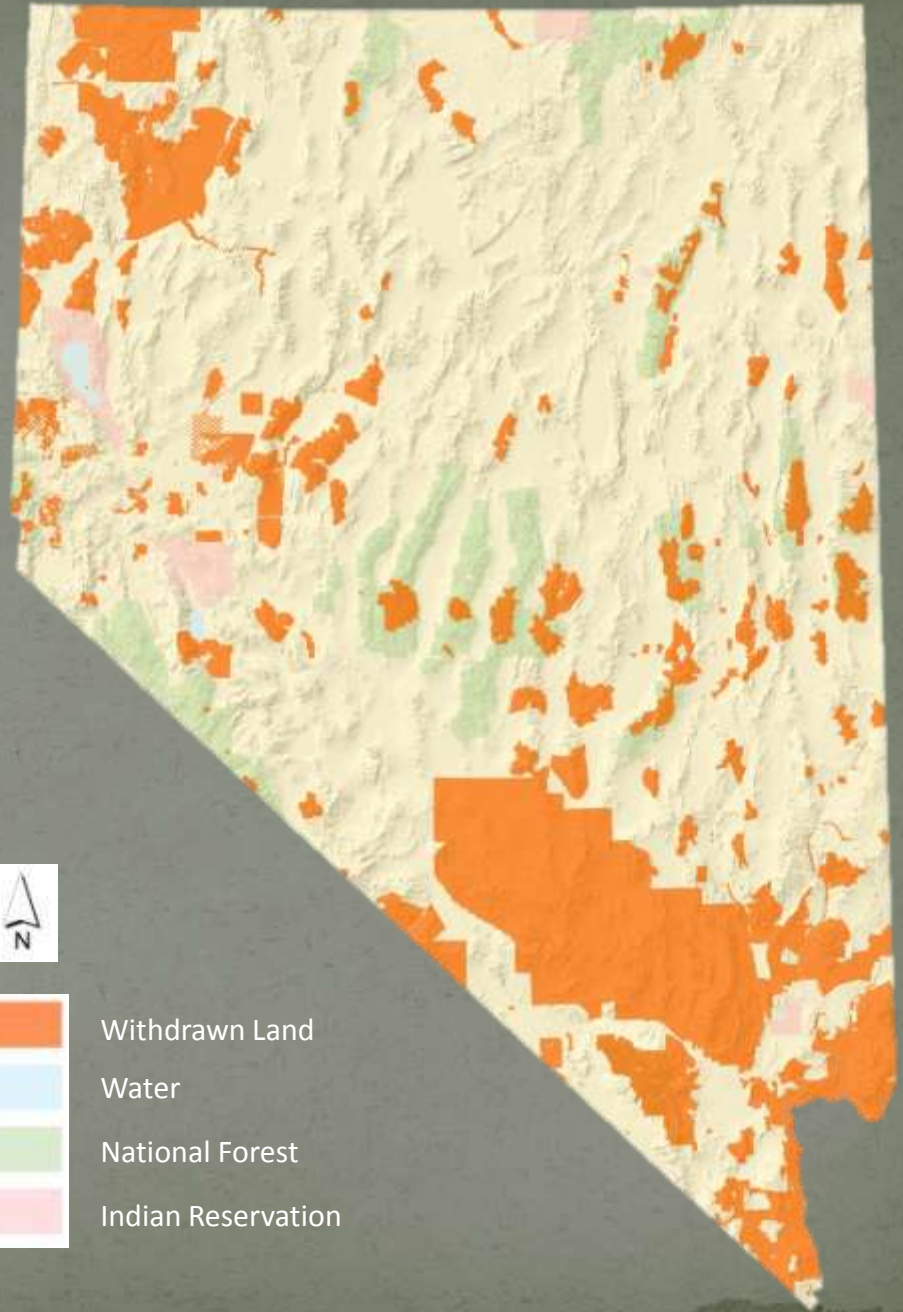 N
Withdrawn Land
Water
National Forest
Indian Reservation